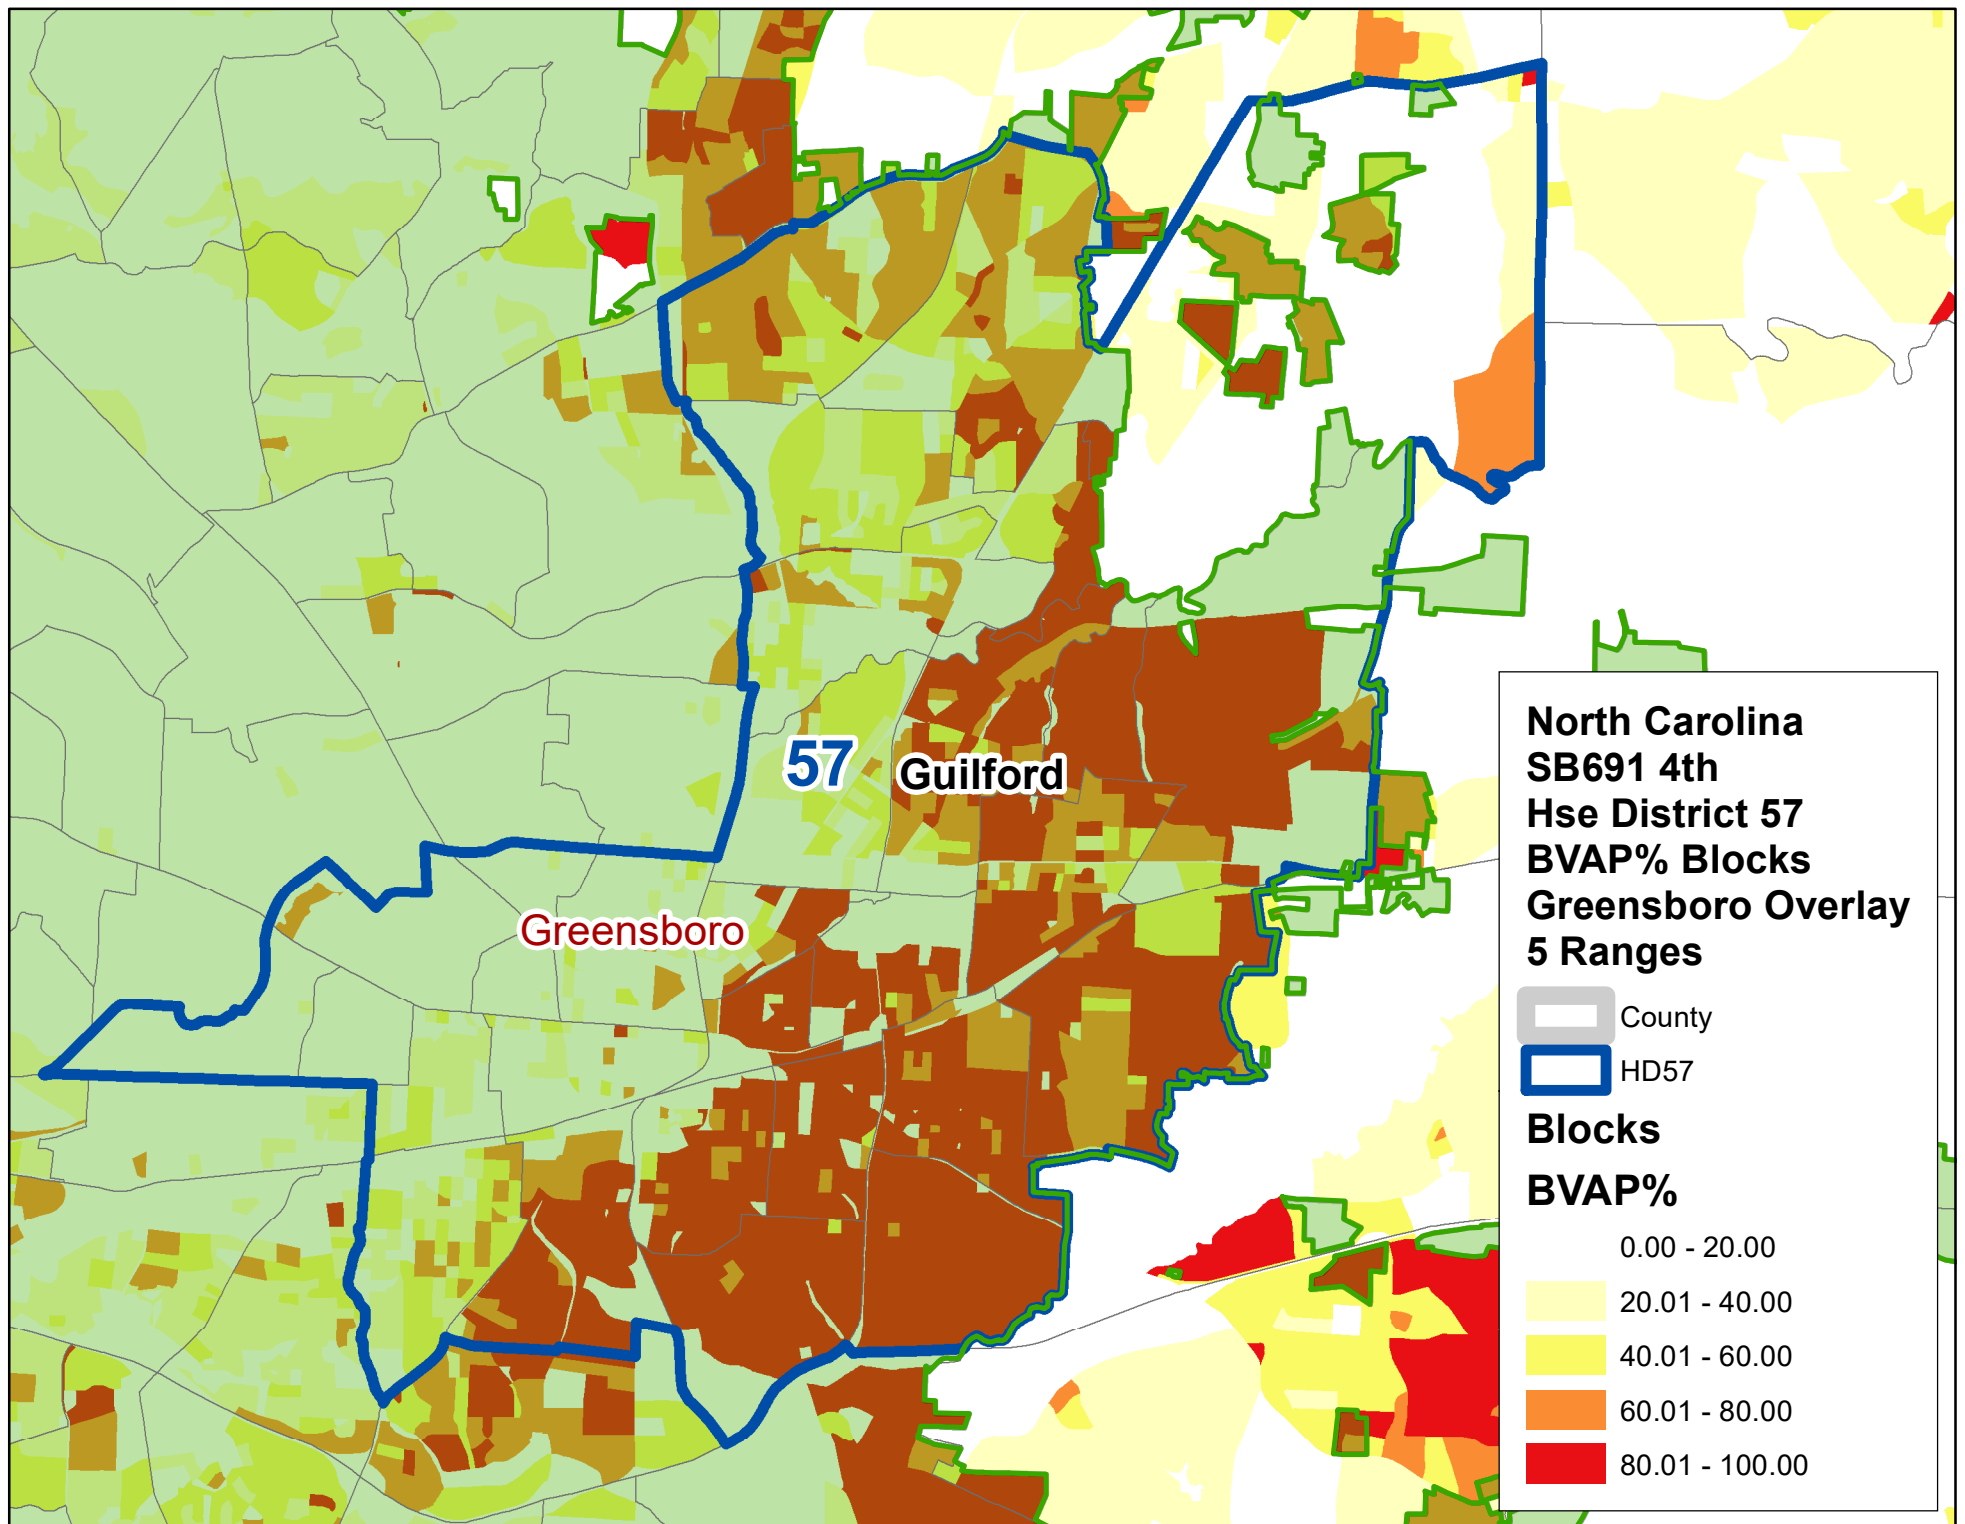 57
Guilford
Greensboro
North Carolina
SB691 4th
Hse District 57
BVAP% Blocks
Greensboro Overlay
5 Ranges
County
HD57
Blocks
BVAP%
0.00 - 20.00
20.01 - 40.00
40.01 - 60.00
60.01 - 80.00
80.01 - 100.00